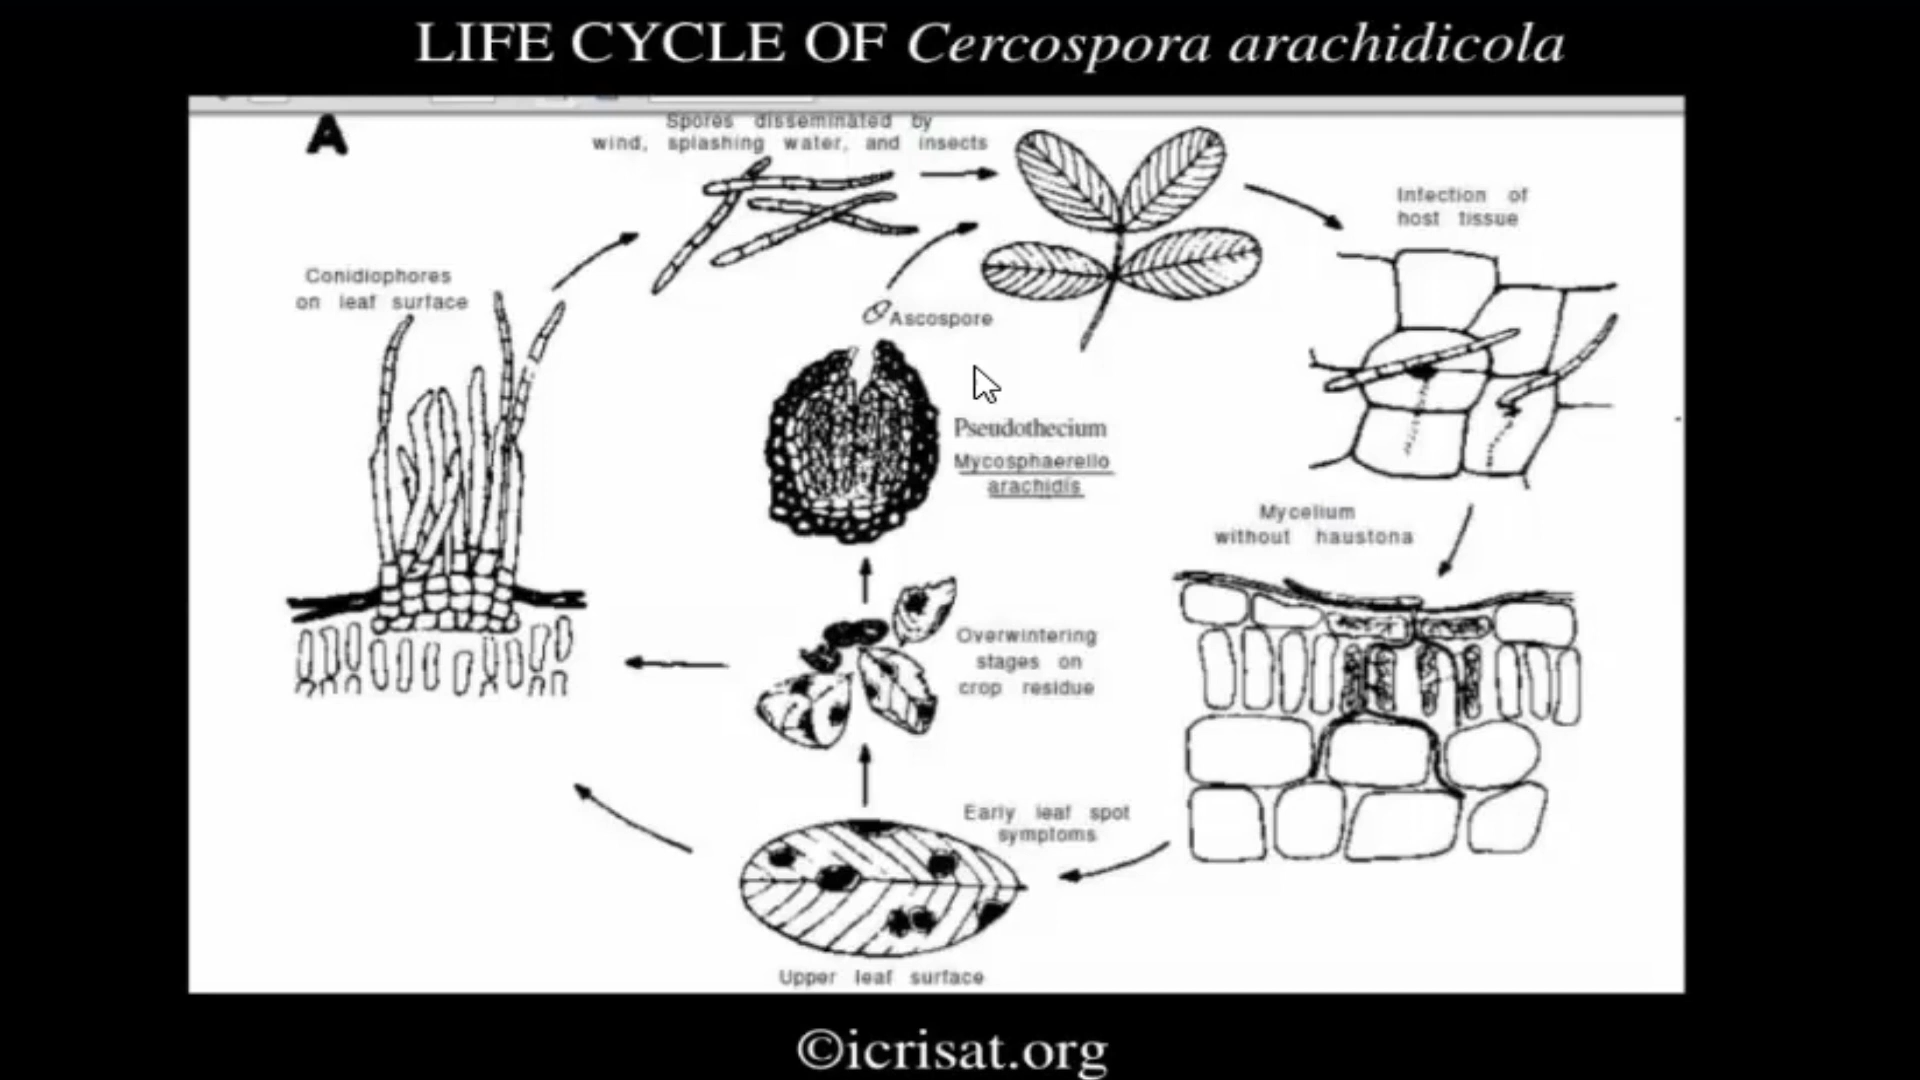 LIFE CYCLE OF Cercospora arachidicola
A
Spores disseminated by
wind, splashing water, and insects
Infection of
host tissue
Conidiophores
on leaf surface
Ascospore
Pseudothecium
Mycosphaerello
arachidis
Mycelium
without haustona
Overwintering
stages on
crop residue
Early leaf spot
symptoms
Upper leaf surface
©icrisat.org